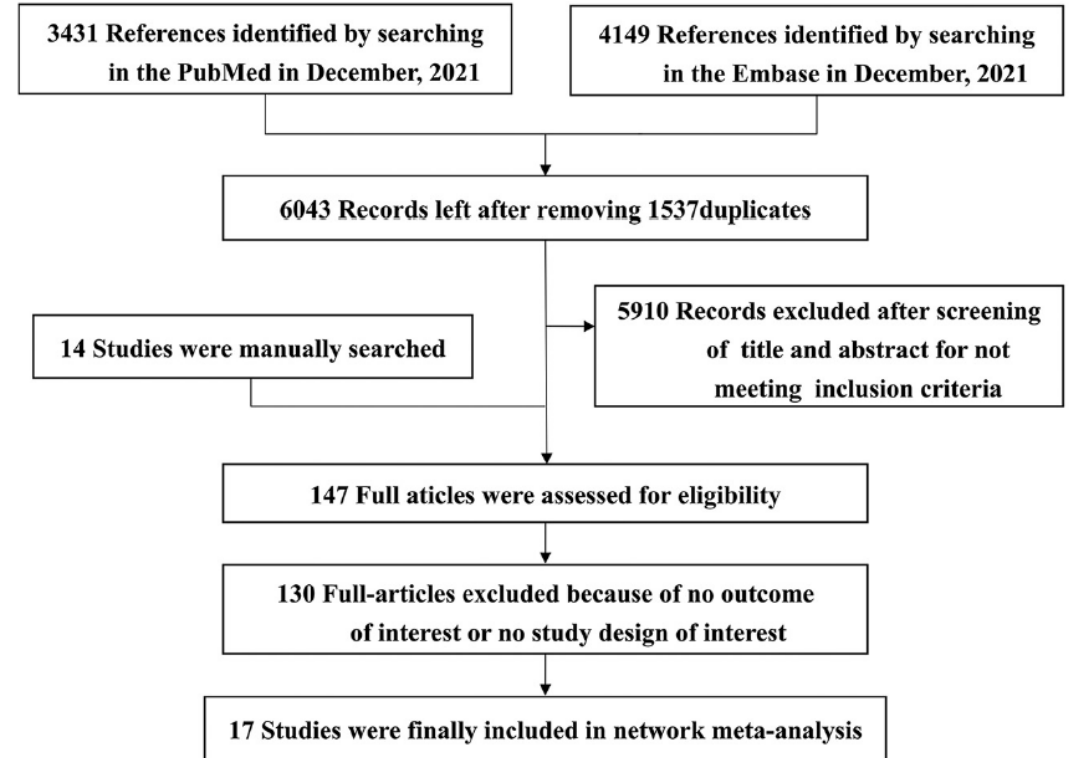 3431 References identified by searching
in the PubMed in December, 2021
4149 References identified by searching
in the Embase in December, 2021
6043 Records left after removing 1537duplicates
5910 Records excluded after screening
of title and abstract for not
meeting inclusion criteria
14 Studies were manually searched
147 Full aticles were assessed for eligibility
130 Full-articles excluded because of no outcome
of interest or no study design of interest
17 Studies were finally included in network meta-analysis